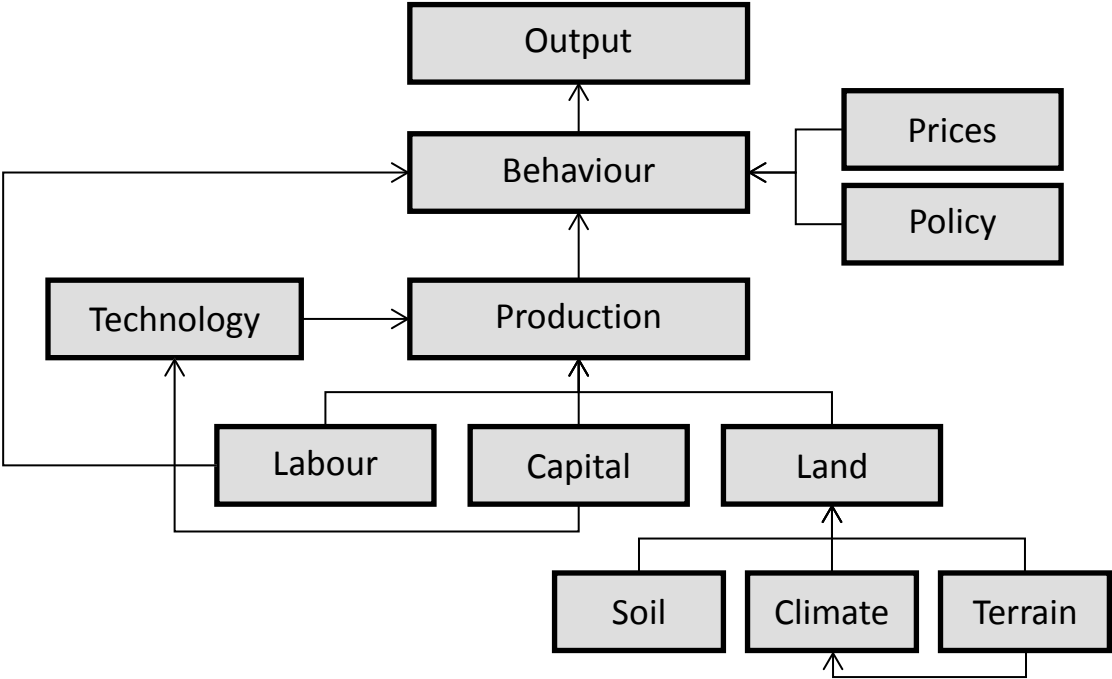 Output
Behaviour
Prices
Policy
Technology
Production
Labour
Capital
Land
Soil
Climate
Terrain